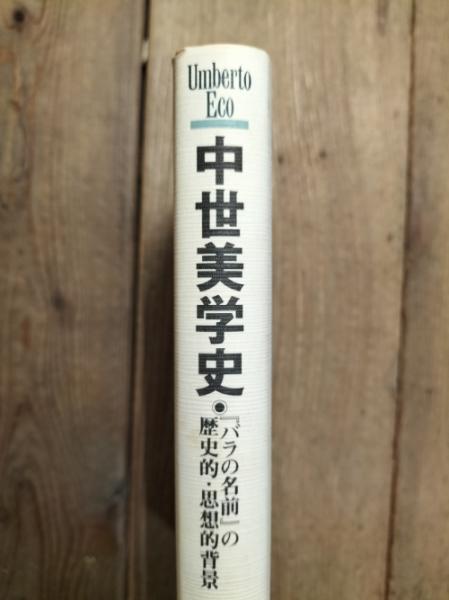 Umberto
Eco
中世美学史◉
『バラの名前』の
歴史的・思想的背景